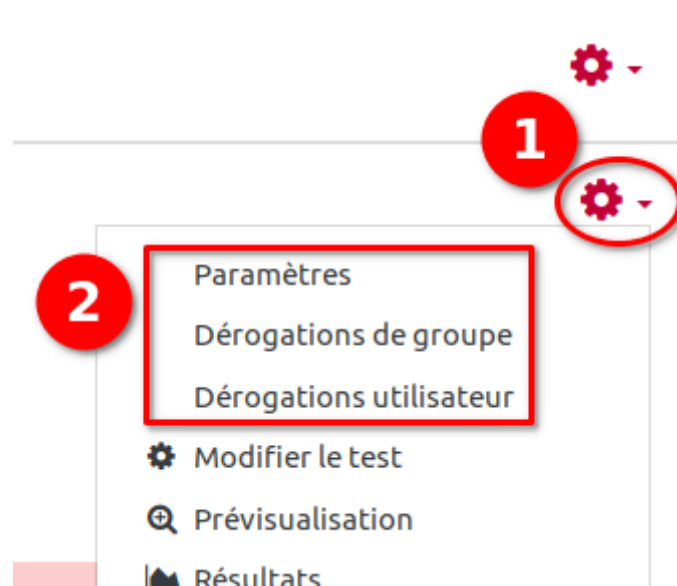 1
2
Paramètres
Dérogations de groupe
Dérogations utilisateur
Modifier le test
Prévisualisation
Résultats